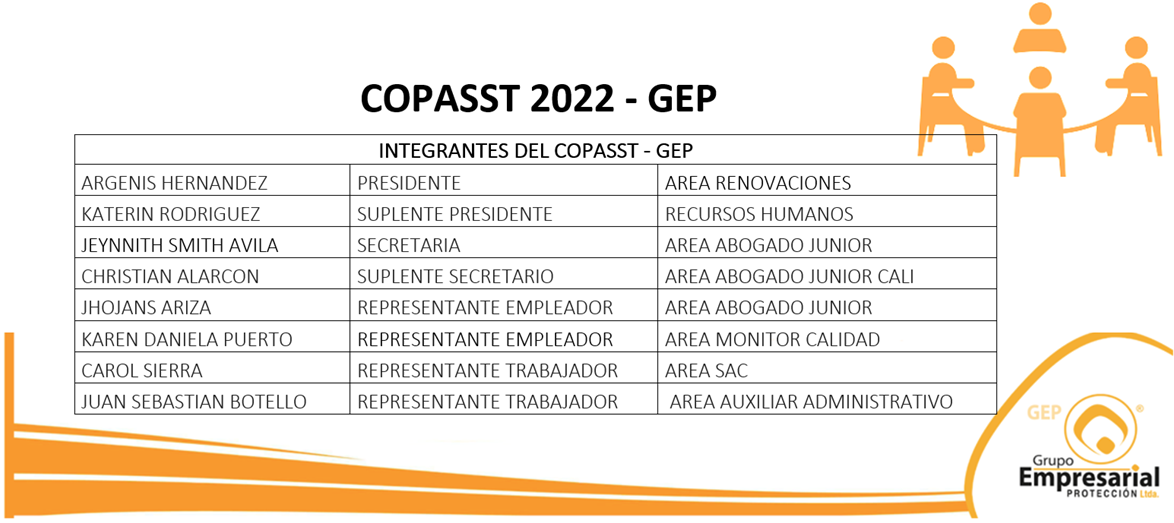 COPASST 2022 - GEP
INTEGRANTES DEL COPASST - GEP
ARGENIS HERNANDEZ PRESIDENTE AREA RENOVACIONES
KATERIN RODRIGUEZ SUPLENTE PRESIDENTE RECURSOS HUMANOS
JEYNNITH SMITH AVILA SECRETARIA AREA ABOGADO JUNIOR
CHRISTIAN ALARCON SUPLENTE SECRETARIO AREA ABOGADO JUNIOR CALI
JHOJANS ARIZA REPRESENTANTE EMPLEADOR AREA ABOGADO JUNIOR
KAREN DANIELA PUERTO REPRESENTANTE EMPLEADOR AREA MONITOR CALIDAD
CAROL SIERRA REPRESENTANTE TRABAJADOR AREA SAC
JUAN SEBASTIAN BOTELLO REPRESENTANTE TRABAJADOR AREA AUXILIAR ADMINISTRATIVO
GEP ®
Grupo
Empresarial
PROTECCIÓN Ltda.